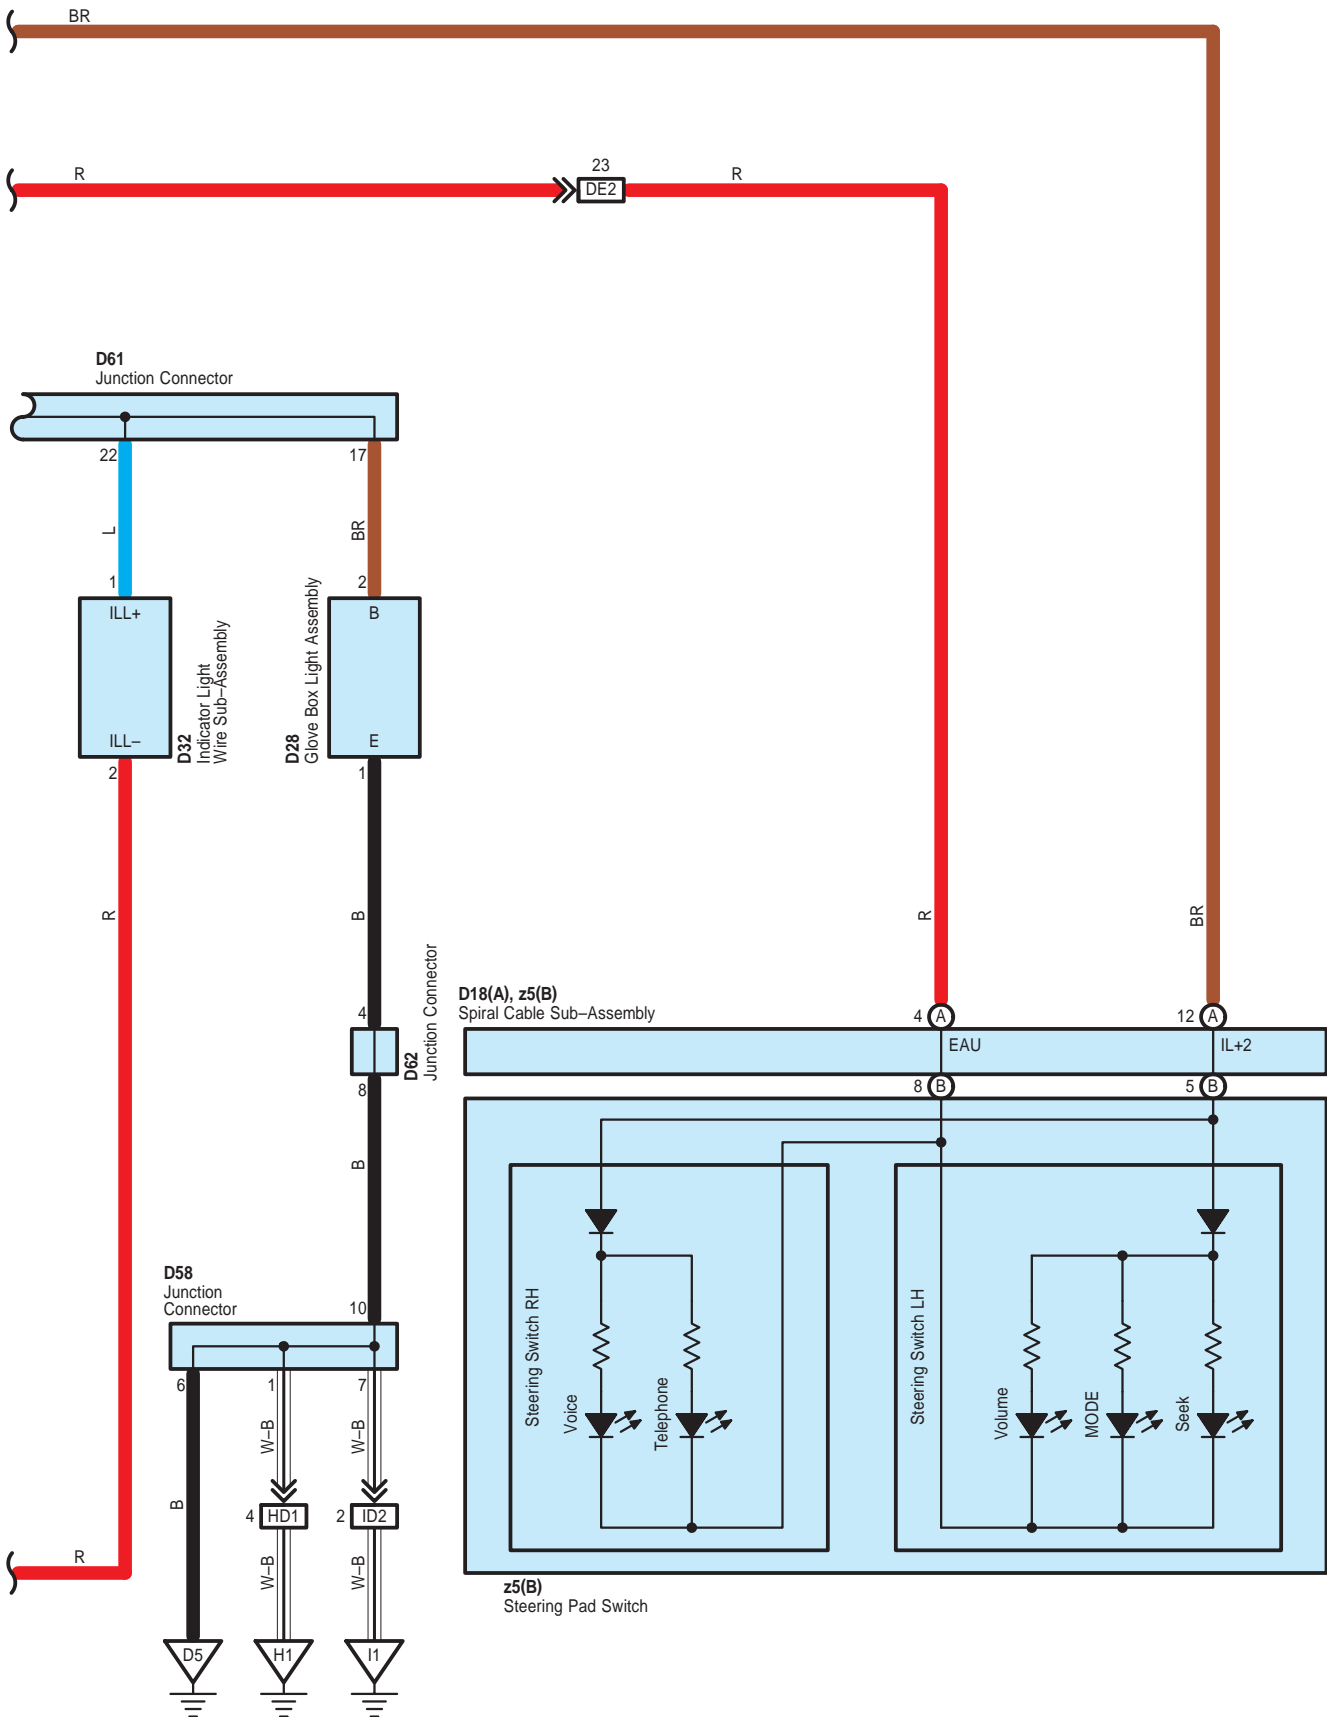 BR
R
23
DE2
R
D61
Junction Connector
22
17
L
BR
1
2
ILL+
B
ILL–
E
D32
Indicator Light
Wire Sub–Assembly
D28
Glove Box Light Assembly
2
1
R
B
R
BR
4
D62
Junction Connector
8
D18(A), z5(B)
Spiral Cable Sub–Assembly
4
A
12
A
EAU
IL+2
8
B
5
B
B
D58
Junction
Connector
10
Steering Switch RH
Voice
Telephone
Steering Switch LH
Volume
MODE
Seek
6
1
7
W–B
W–B
B
4
HD1
2
ID2
R
W–B
W–B
z5(B)
Steering Pad Switch
D5
H1
I1